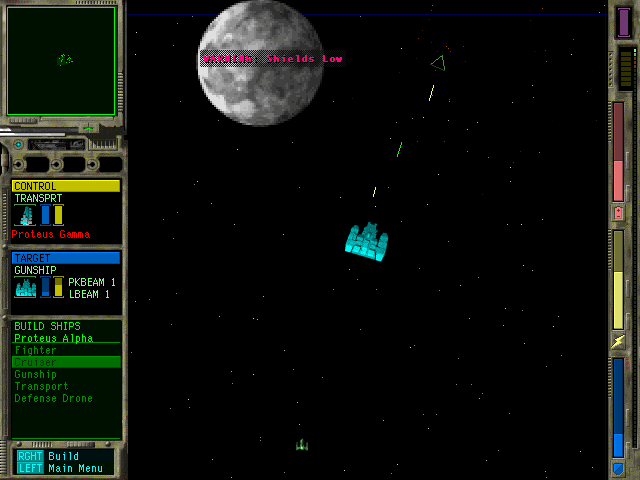 WARNING: Shields Low
CONTROL
TRANSPRT
Proteus Gamma
TARGET
GUNSHIP
PKBEAM 1
LBEAM 1
BUILD SHIPS
Proteus Alpha
Fighter
Cruiser
Gunship
Transport
Defense Drone
RGHT Build
LEFT Main Menu